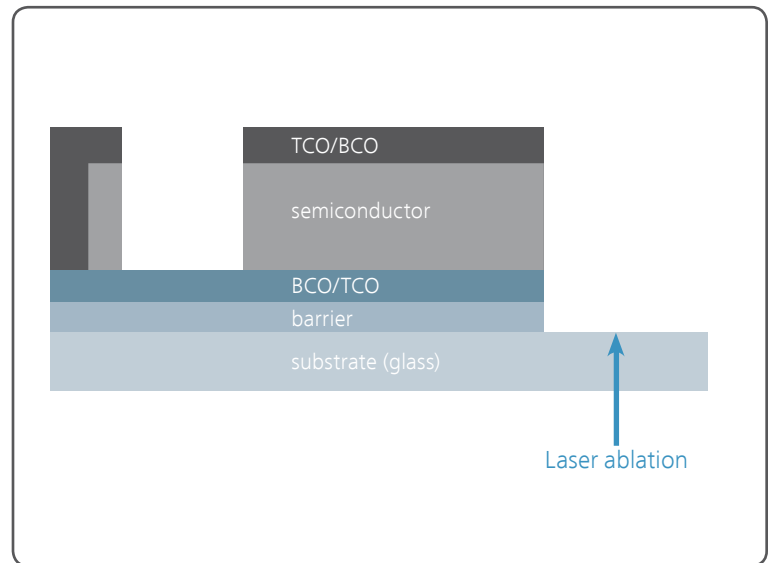 TCO/BCO
semiconductor
BCO/TCO
barrier
substrate (glass)
Laser ablation